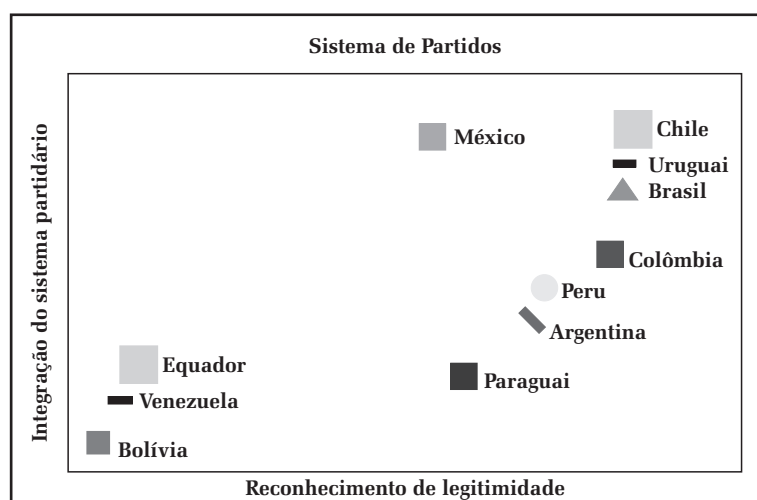 Sistema de Partidos
Integração do sistema partidário
México
Chile
Uruguai
Brasil
Colômbia
Peru
Argentina
Equador
Paraguai
Venezuela
Bolívia
Reconhecimento de legitimidade